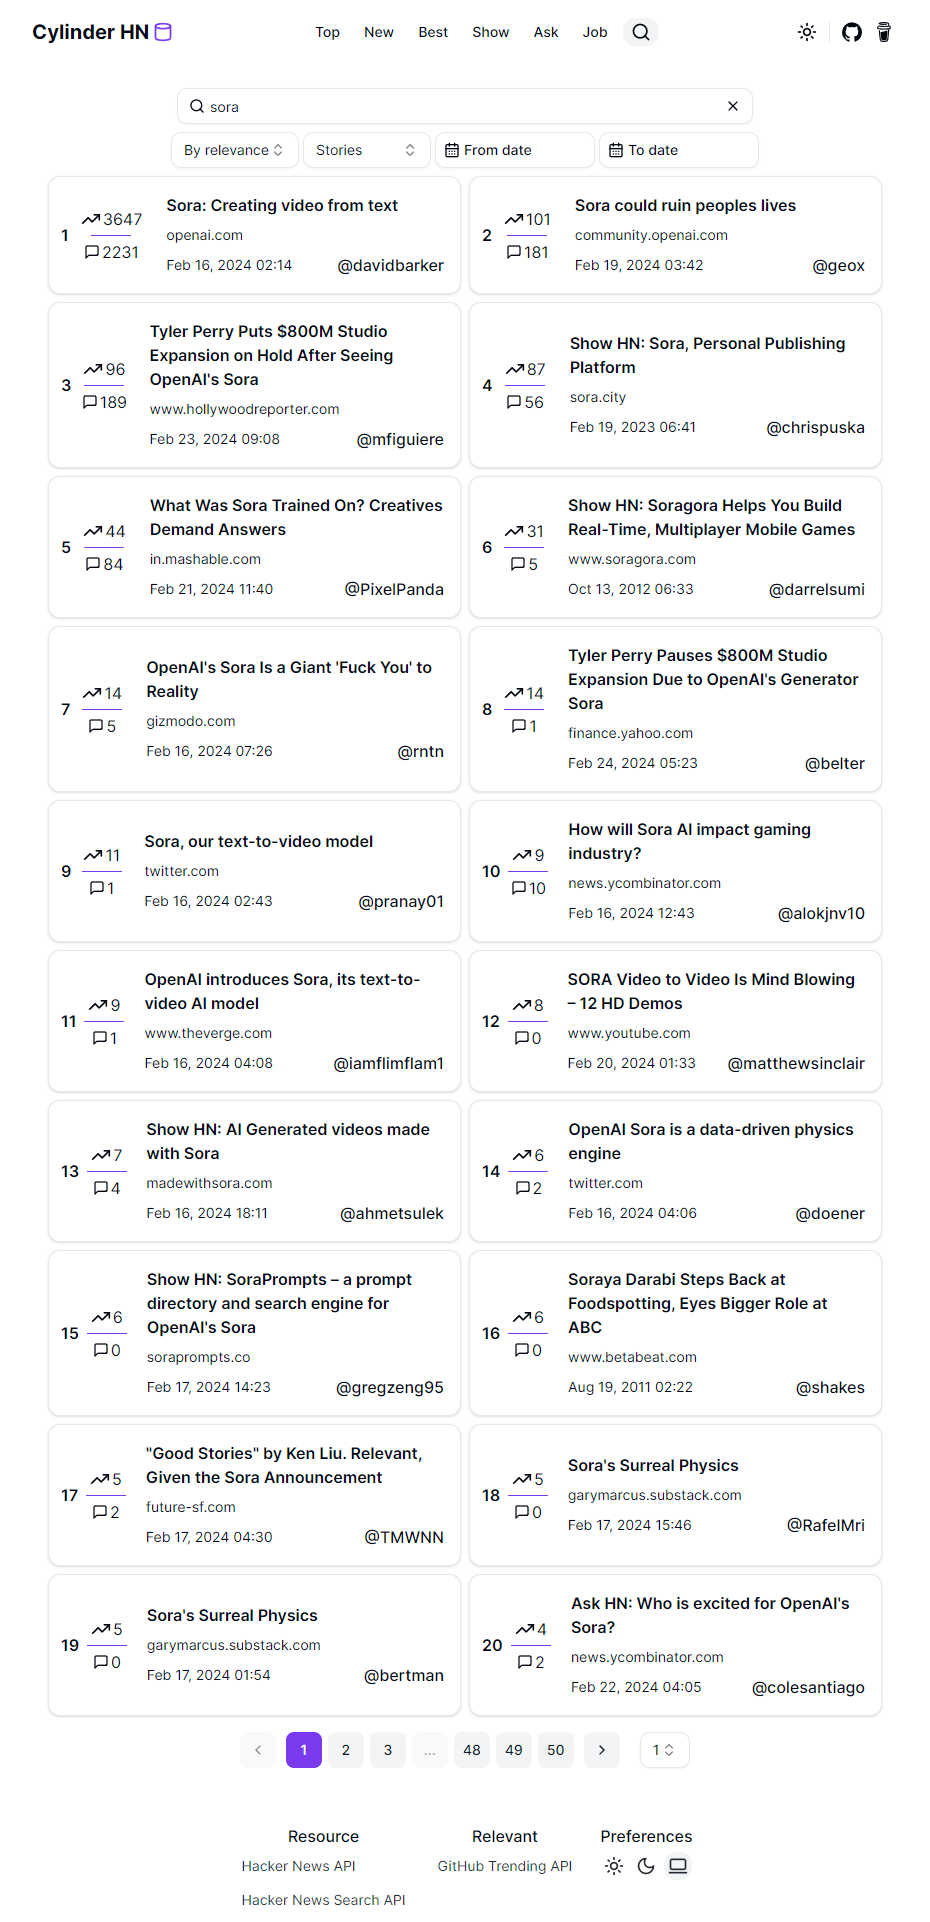 Cylinder HN
Top New Best Show Ask Job
sora
By relevance Stories From date To date
1
3647
2231
Sora: Creating video from text
openai.com
Feb 16, 2024 02:14 @davidbarker
2
101
181
Sora could ruin peoples lives
community.openai.com
Feb 19, 2024 03:42 @geox
3
96
189
Tyler Perry Puts $800M Studio
Expansion on Hold After Seeing
OpenAI's Sora
www.hollywoodreporter.com
Feb 23, 2024 09:08 @mfiguiere
4
87
56
Show HN: Sora, Personal Publishing
Platform
sora.city
Feb 19, 2023 06:41 @chrispuska
5
44
84
What Was Sora Trained On? Creatives
Demand Answers
in.mashable.com
Feb 21, 2024 11:40 @PixelPanda
6
31
5
Show HN: Soragora Helps You Build
Real-Time, Multiplayer Mobile Games
www.soragora.com
Oct 13, 2012 06:33 @darrelsumi
7
14
5
OpenAI's Sora Is a Giant 'Fuck You' to
Reality
gizmodo.com
Feb 16, 2024 07:26 @rntn
8
14
1
Tyler Perry Pauses $800M Studio
Expansion Due to OpenAI's Generator
Sora
finance.yahoo.com
Feb 24, 2024 05:23 @belter
9
11
1
Sora, our text-to-video model
twitter.com
Feb 16, 2024 02:43 @pranay01
10
9
10
How will Sora AI impact gaming
industry?
news.ycombinator.com
Feb 16, 2024 12:43 @alokjnv10
11
9
1
OpenAI introduces Sora, its text-to-
video AI model
www.theverge.com
Feb 16, 2024 04:08 @iamflimflam1
12
8
0
SORA Video to Video Is Mind Blowing
– 12 HD Demos
www.youtube.com
Feb 20, 2024 01:33 @matthewsinclair
13
7
4
Show HN: AI Generated videos made
with Sora
madewithsora.com
Feb 16, 2024 18:11 @ahmetsulek
14
6
2
OpenAI Sora is a data-driven physics
engine
twitter.com
Feb 16, 2024 04:06 @doener
15
6
0
Show HN: SoraPrompts – a prompt
directory and search engine for
OpenAI's Sora
soraprompts.co
Feb 17, 2024 14:23 @gregzeng95
16
6
0
Soraya Darabi Steps Back at
Foodspotting, Eyes Bigger Role at
ABC
www.betabeat.com
Aug 19, 2011 02:22 @shakes
17
5
2
"Good Stories" by Ken Liu. Relevant,
Given the Sora Announcement
future-sf.com
Feb 17, 2024 04:30 @TMWNN
18
5
0
Sora's Surreal Physics
garymarcus.substack.com
Feb 17, 2024 15:46 @RafelMri
19
5
0
Sora's Surreal Physics
garymarcus.substack.com
Feb 17, 2024 01:54 @bertman
20
4
2
Ask HN: Who is excited for OpenAI's
Sora?
news.ycombinator.com
Feb 22, 2024 04:05 @colesantiago
1 2 3 ... 48 49 50 1
Resource Relevant Preferences
Hacker News API GitHub Trending API
Hacker News Search API